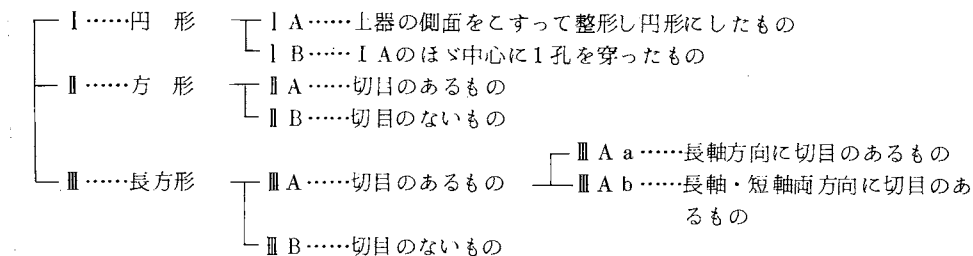 Ⅰ……円　形　ⅠA……土器の側面をこすって整形し円形にしたもの
ⅠB……ⅠAのほゞ中心に1孔を穿ったもの
Ⅱ……方　形　ⅡA……切目のあるもの
ⅡB……切目のないもの
ⅢAa……長軸方向に切目のあるもの
Ⅲ……長方形　ⅢA……切目のあるもの　ⅢAb……長軸・短軸両方向に切目のあ
るもの
ⅢB……切目のないもの